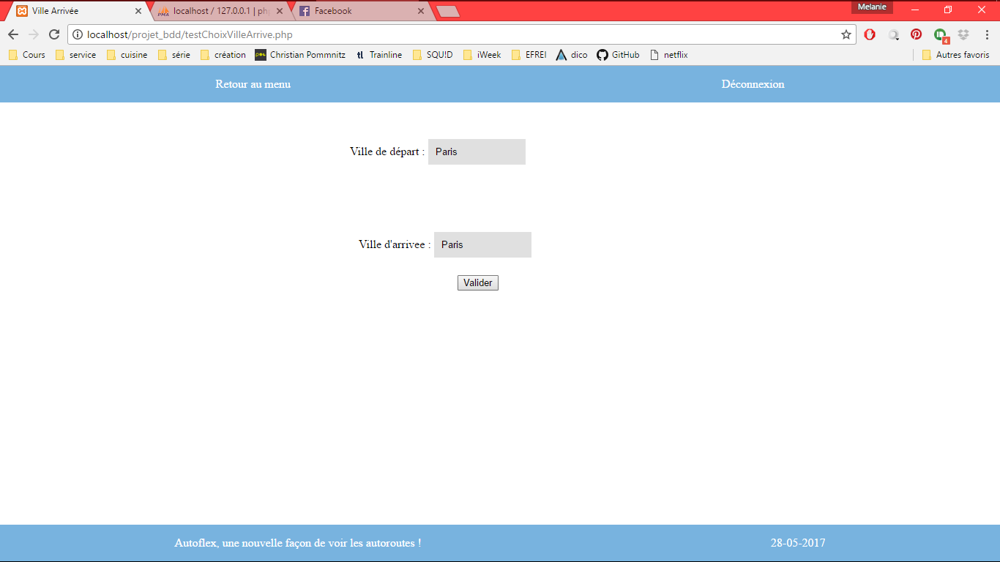 Ville Arrivée
localhost / 127.0.0.1 | ph
Facebook
Melanie
localhost/projet_bdd/testChoixVilleArrive.php
4
Cours service cuisine série création Christian Pommnitz tl Trainline SQU!D iWeek EFREI dico GitHub netflix Autres favoris
Retour au menu Déconnexion
Ville de départ : Paris
Ville d'arrivee : Paris
Valider
Autoflex, une nouvelle façon de voir les autoroutes ! 28-05-2017